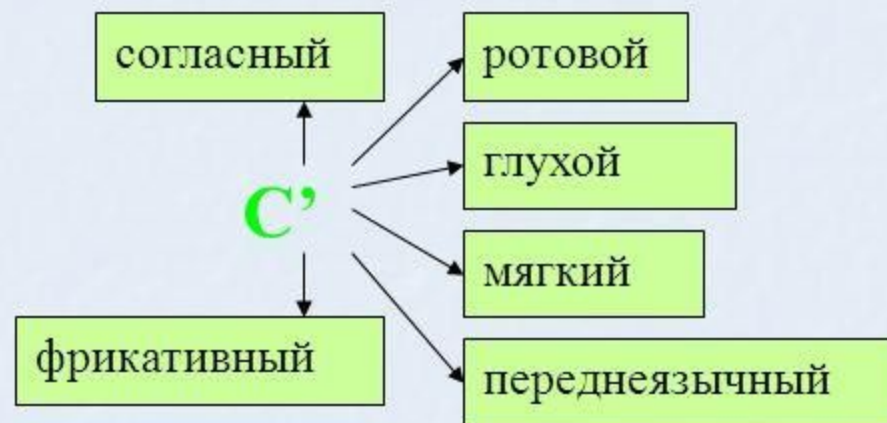 согласный
ротовой
глухой
С’
мягкий
фрикативный
переднеязычный